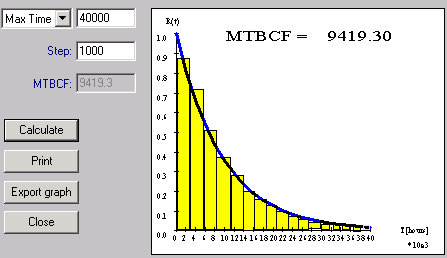 Max Time 40000
Step: 1000
MTBCF: 9419.3
Calculate
Print
Export graph
Close
R(t)
MTBCF = 9419.30
1.0
0.9
0.8
0.7
0.6
0.5
0.4
0.3
0.2
0.1
0.0
0 2 4 6 8 10 12 14 16 18 20 22 24 26 28 30 32 34 36 38 40
T [hours]
*10е3